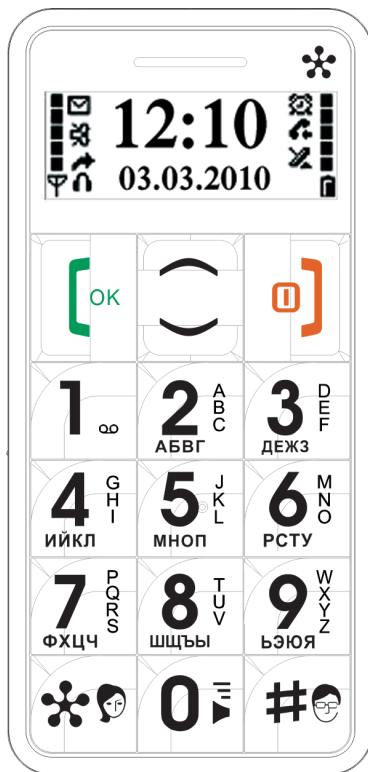 12:10
03.03.2010
OK
1
2 ABC
АБВГ
3 DEF
ДЕЖЗ
4 GHI
ИЙКЛ
5 JKL
МНОП
6 MNO
РСТУ
7 PQRS
ФХЦЧ
8 TUV
ШЩЪЫ
9 WXYZ
ЬЭЮЯ
*
0
#